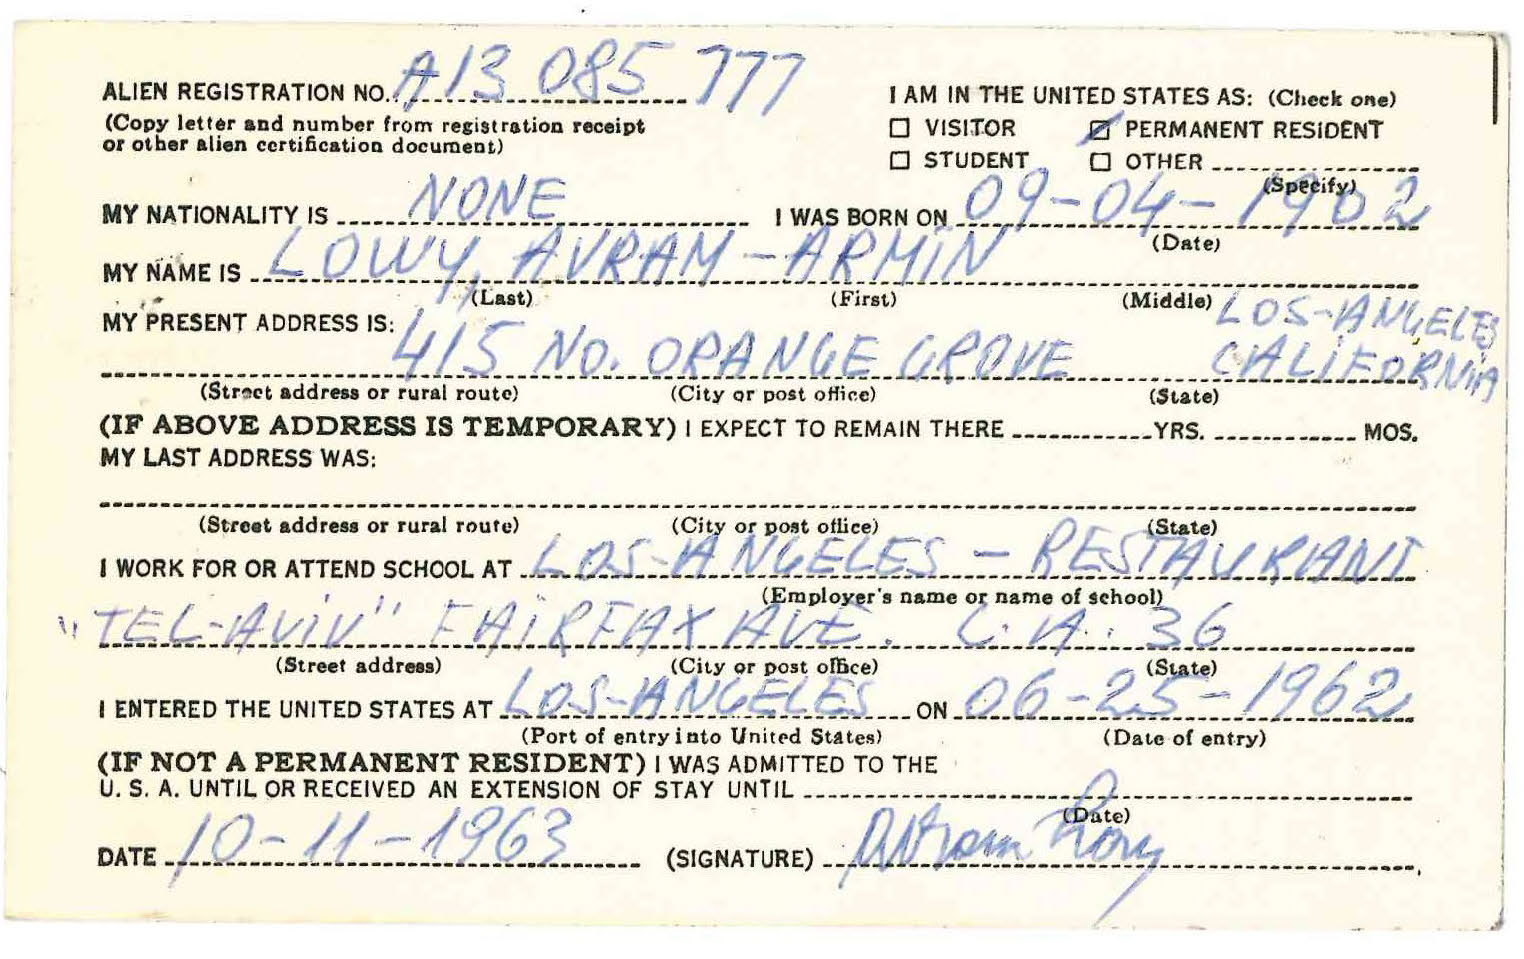 ALIEN REGISTRATION NO. A13 085 777
(Copy letter and number from registration receipt
or other alien certification document)
I AM IN THE UNITED STATES AS: (Check one)
☐ VISITOR ☑ PERMANENT RESIDENT
☐ STUDENT ☐ OTHER
(Specify)
MY NATIONALITY IS NONE I WAS BORN ON 09-04-1902
(Date)
MY NAME IS LOWY, AVRAM-ARMIN
(Last) (First) (Middle)
MY PRESENT ADDRESS IS: LOS-ANGELES
415 NO. ORANGE GROVE CALIFORNIA
(Street address or rural route) (City or post office) (State)
(IF ABOVE ADDRESS IS TEMPORARY) I EXPECT TO REMAIN THERE YRS. MOS.
MY LAST ADDRESS WAS:
(Street address or rural route) (City or post office) (State)
I WORK FOR OR ATTEND SCHOOL AT LOS-ANGELES - RESTAURIANT
(Employer's name or name of school)
"TEL-AVIV" FAIRFAX AVE. L.A. 36
(Street address) (City or post office) (State)
I ENTERED THE UNITED STATES AT LOS-ANGELES ON 06-25-1962
(Port of entry into United States) (Date of entry)
(IF NOT A PERMANENT RESIDENT) I WAS ADMITTED TO THE
U. S. A. UNTIL OR RECEIVED AN EXTENSION OF STAY UNTIL
(Date)
DATE 10-11-1963 (SIGNATURE)